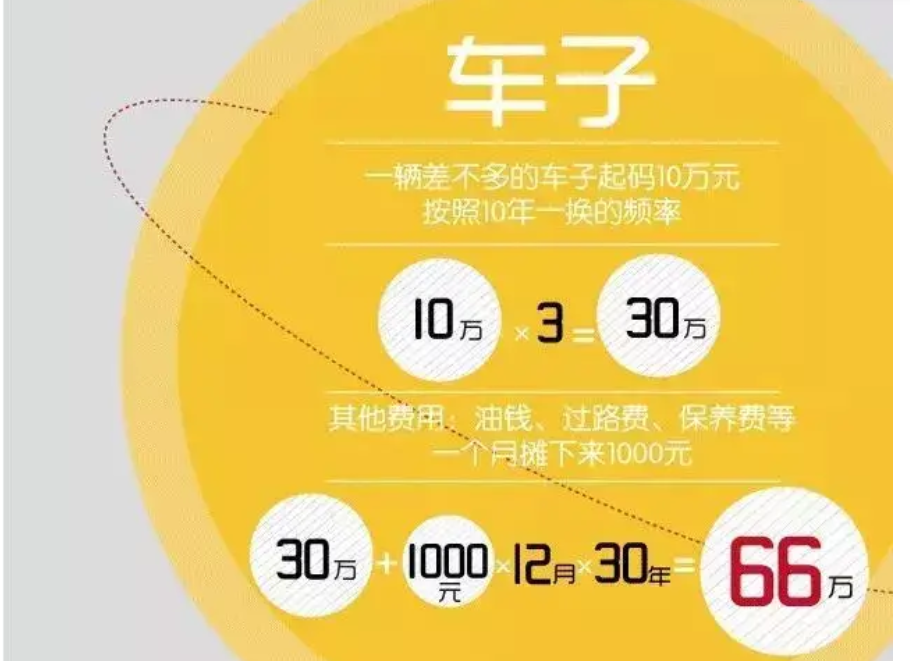 车子
一辆差不多的车子起码10万元
按照10年一换的频率
10万×3=30万
其他费用:油钱、过路费、保养费等
一个月摊下来1000元
30万+1000元×12月×30年=66万